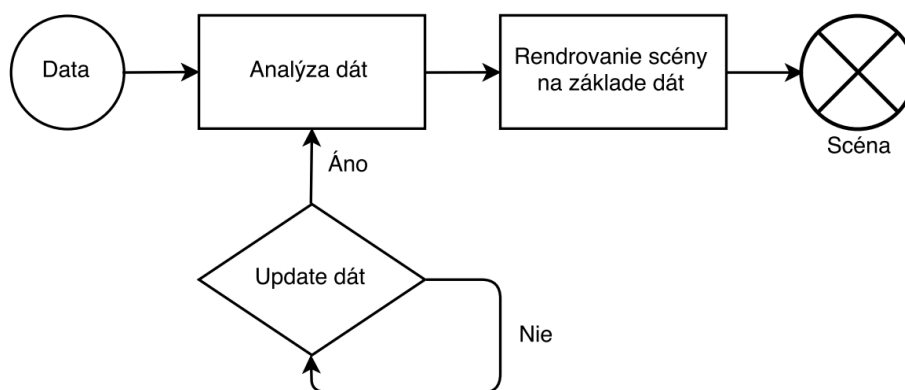 Data
Analýza dát
Rendrovanie scény
na základe dát
Scéna
Áno
Update dát
Nie